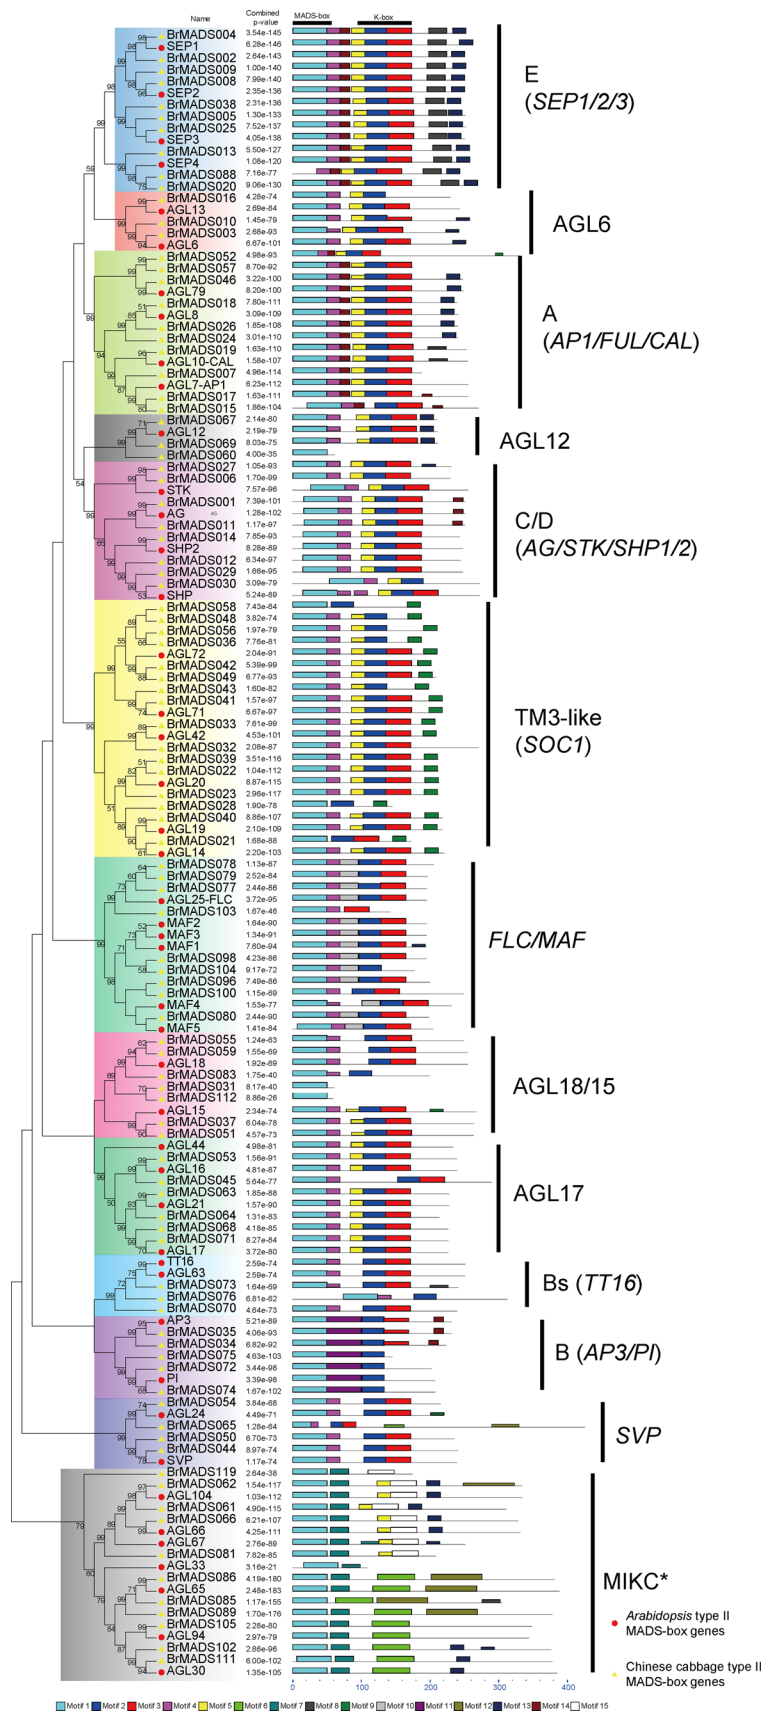 Name
Combined p-value
MADS-box K-box
BrMADS004 3.54e-145
SEP1 6.28e-146
BrMADS002 2.64e-143
BrMADS009 1.00e-140
BrMADS008 7.99e-140
SEP2 2.35e-136
BrMADS038 2.31e-136
BrMADS005 1.30e-133
BrMADS025 7.52e-137
SEP3 4.05e-138
BrMADS013 5.50e-127
SEP4 1.08e-120
BrMADS088 7.16e-77
BrMADS020 9.06e-130
E
(SEP1/2/3)
BrMADS016 4.28e-74
AGL13 2.69e-84
BrMADS010 1.45e-79
BrMADS003 2.68e-93
AGL6 6.67e-101
AGL6
BrMADS052 4.98e-93
BrMADS057 8.70e-92
BrMADS046 3.22e-100
AGL79 8.20e-100
BrMADS018 7.80e-111
AGL8 3.09e-109
BrMADS026 1.85e-108
BrMADS024 3.01e-110
BrMADS019 1.63e-110
AGL10-CAL 1.58e-107
BrMADS007 4.96e-114
AGL7-AP1 6.23e-112
BrMADS017 1.63e-111
BrMADS015 1.86e-104
A
(AP1/FUL/CAL)
BrMADS067 2.14e-80
AGL12 2.19e-79
BrMADS069 8.03e-75
BrMADS060 4.00e-35
AGL12
BrMADS027 1.05e-93
BrMADS006 1.70e-99
STK 7.57e-96
BrMADS001 7.39e-101
AG AG 1.28e-102
BrMADS011 1.17e-97
BrMADS014 7.85e-93
SHP2 8.28e-89
BrMADS012 6.34e-97
BrMADS029 1.66e-95
BrMADS030 3.09e-79
SHP 5.24e-89
C/D
(AG/STK/SHP1/2)
BrMADS058 7.43e-64
BrMADS048 3.82e-74
BrMADS056 1.97e-79
BrMADS036 7.76e-81
AGL72 2.04e-91
BrMADS042 5.39e-99
BrMADS049 6.77e-93
BrMADS043 1.60e-82
BrMADS041 1.57e-97
AGL71 6.67e-97
BrMADS033 7.61e-99
AGL42 4.53e-101
BrMADS032 2.08e-87
BrMADS039 3.51e-116
BrMADS022 1.04e-112
AGL20 8.87e-115
BrMADS023 2.96e-117
BrMADS028 1.90e-78
BrMADS040 8.86e-107
AGL19 2.10e-109
BrMADS021 1.68e-88
AGL14 2.20e-103
TM3-like
(SOC1)
BrMADS078 1.13e-87
BrMADS079 2.52e-84
BrMADS077 2.44e-86
AGL25-FLC 3.72e-95
BrMADS103 1.67e-46
MAF2 1.64e-90
MAF3 1.34e-91
MAF1 7.60e-94
BrMADS098 4.23e-86
BrMADS104 9.17e-72
BrMADS096 7.49e-86
BrMADS100 1.15e-69
MAF4 1.53e-77
BrMADS080 2.44e-90
MAF5 1.41e-84
FLC/MAF
BrMADS055 1.24e-63
BrMADS059 1.55e-69
AGL18 1.92e-69
BrMADS083 1.75e-40
BrMADS031 8.17e-40
BrMADS112 8.86e-26
AGL15 2.34e-74
BrMADS037 6.04e-78
BrMADS051 4.57e-73
AGL18/15
AGL44 4.98e-81
BrMADS053 1.56e-91
AGL16 4.81e-87
BrMADS045 5.64e-77
BrMADS063 1.85e-88
AGL21 1.57e-90
BrMADS064 1.31e-83
BrMADS068 4.18e-85
BrMADS071 8.27e-84
AGL17 3.72e-80
AGL17
TT16 2.59e-74
AGL63 2.59e-74
BrMADS073 1.64e-69
BrMADS076 6.81e-62
BrMADS070 4.64e-73
Bs (TT16)
AP3 5.21e-89
BrMADS035 4.06e-93
BrMADS034 6.82e-92
BrMADS075 4.63e-103
BrMADS072 3.44e-98
PI 3.39e-98
BrMADS074 1.67e-102
B (AP3/PI)
BrMADS054 3.84e-68
AGL24 4.49e-71
BrMADS065 1.28e-64
BrMADS050 6.70e-73
BrMADS044 8.97e-74
SVP 1.17e-74
SVP
BrMADS119 2.64e-38
BrMADS062 1.54e-117
AGL104 1.03e-112
BrMADS061 4.90e-115
BrMADS066 6.21e-107
AGL66 4.25e-111
AGL67 2.76e-89
BrMADS081 7.82e-85
AGL33 3.16e-21
BrMADS086 4.19e-180
AGL65 2.48e-183
BrMADS085 1.17e-155
BrMADS089 1.70e-176
BrMADS105 2.28e-80
AGL94 2.97e-79
BrMADS102 2.86e-96
BrMADS111 6.00e-102
AGL30 1.35e-105
MIKC*
Arabidopsis type II
MADS-box genes
Chinese cabbage type II
MADS-box genes
0 50 100 150 200 250 300 350 400
Motif 1 Motif 2 Motif 3 Motif 4 Motif 5 Motif 6 Motif 7 Motif 8 Motif 9 Motif 10 Motif 11 Motif 12 Motif 13 Motif 14 Motif 15